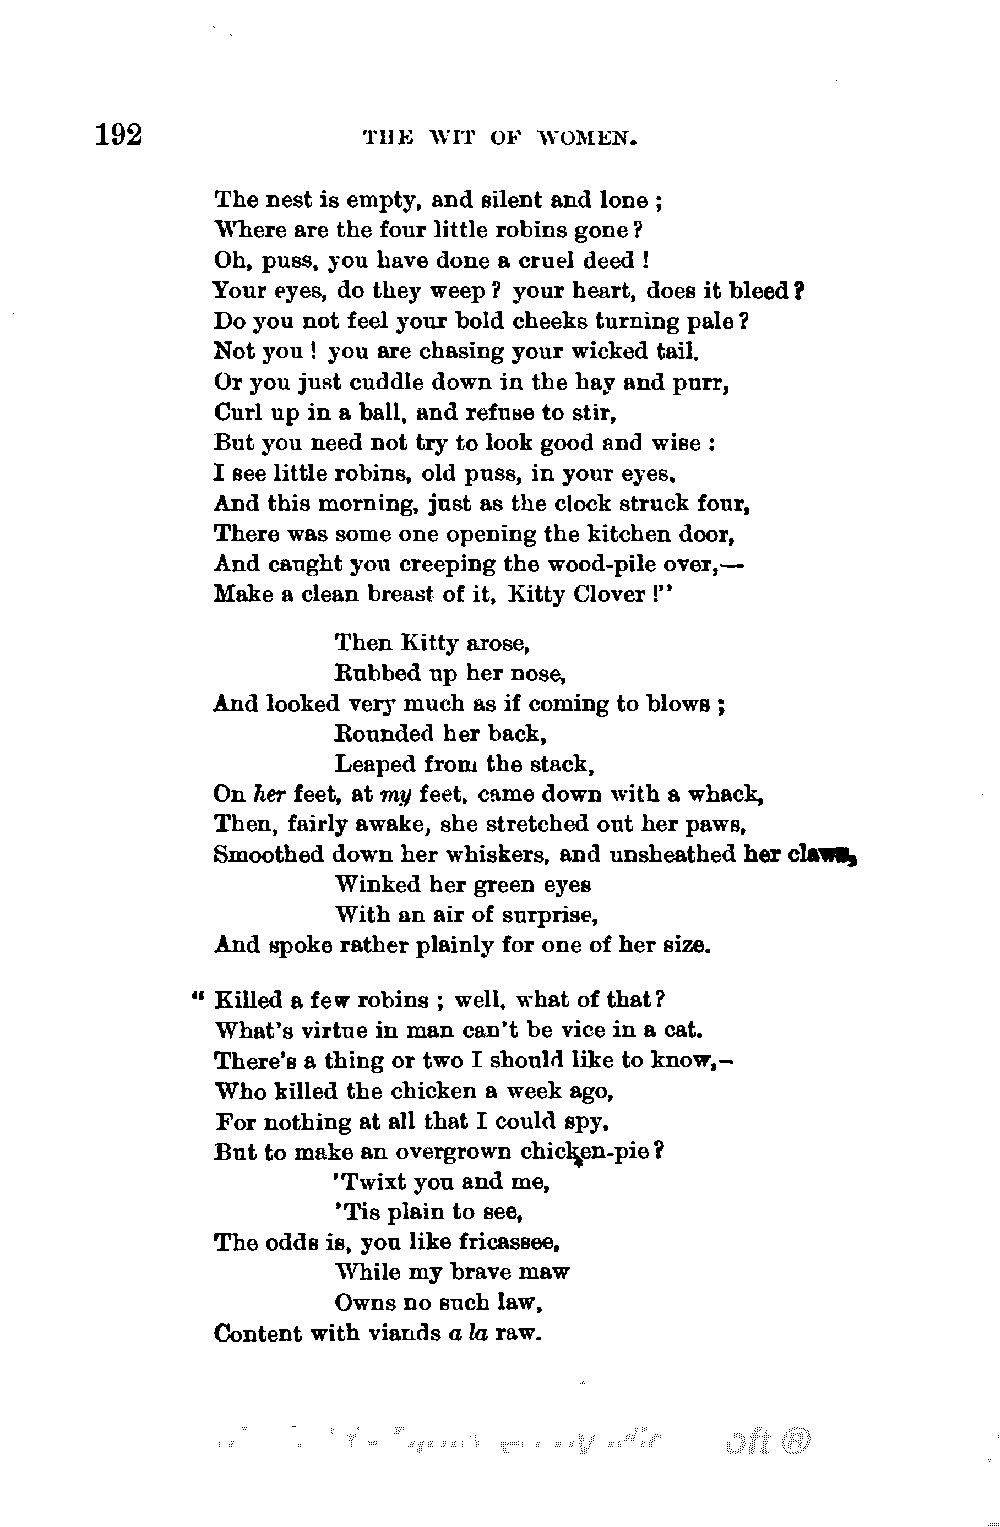 192 THE WIT OF WOMEN.
The nest is empty, and silent and lone ;
Where are the four little robins gone ?
Oh, puss, you have done a cruel deed !
Your eyes, do they weep ? your heart, does it bleed ?
Do you not feel your bold cheeks turning pale ?
Not you ! you are chasing your wicked tail.
Or you just cuddle down in the hay and purr,
Curl up in a ball, and refuse to stir,
But you need not try to look good and wise :
I see little robins, old puss, in your eyes.
And this morning, just as the clock struck four,
There was some one opening the kitchen door,
And caught you creeping the wood-pile over,—
Make a clean breast of it, Kitty Clover !”
Then Kitty arose,
Rubbed up her nose,
And looked very much as if coming to blows ;
Rounded her back,
Leaped from the stack,
On her feet, at my feet, came down with a whack,
Then, fairly awake, she stretched out her paws,
Smoothed down her whiskers, and unsheathed her claws,
Winked her green eyes
With an air of surprise,
And spoke rather plainly for one of her size.
“ Killed a few robins ; well, what of that ?
What's virtue in man can't be vice in a cat.
There's a thing or two I should like to know,—
Who killed the chicken a week ago,
For nothing at all that I could spy,
But to make an overgrown chicken-pie ?
'Twixt you and me,
'Tis plain to see,
The odds is, you like fricassee,
While my brave maw
Owns no such law,
Content with viands a la raw.